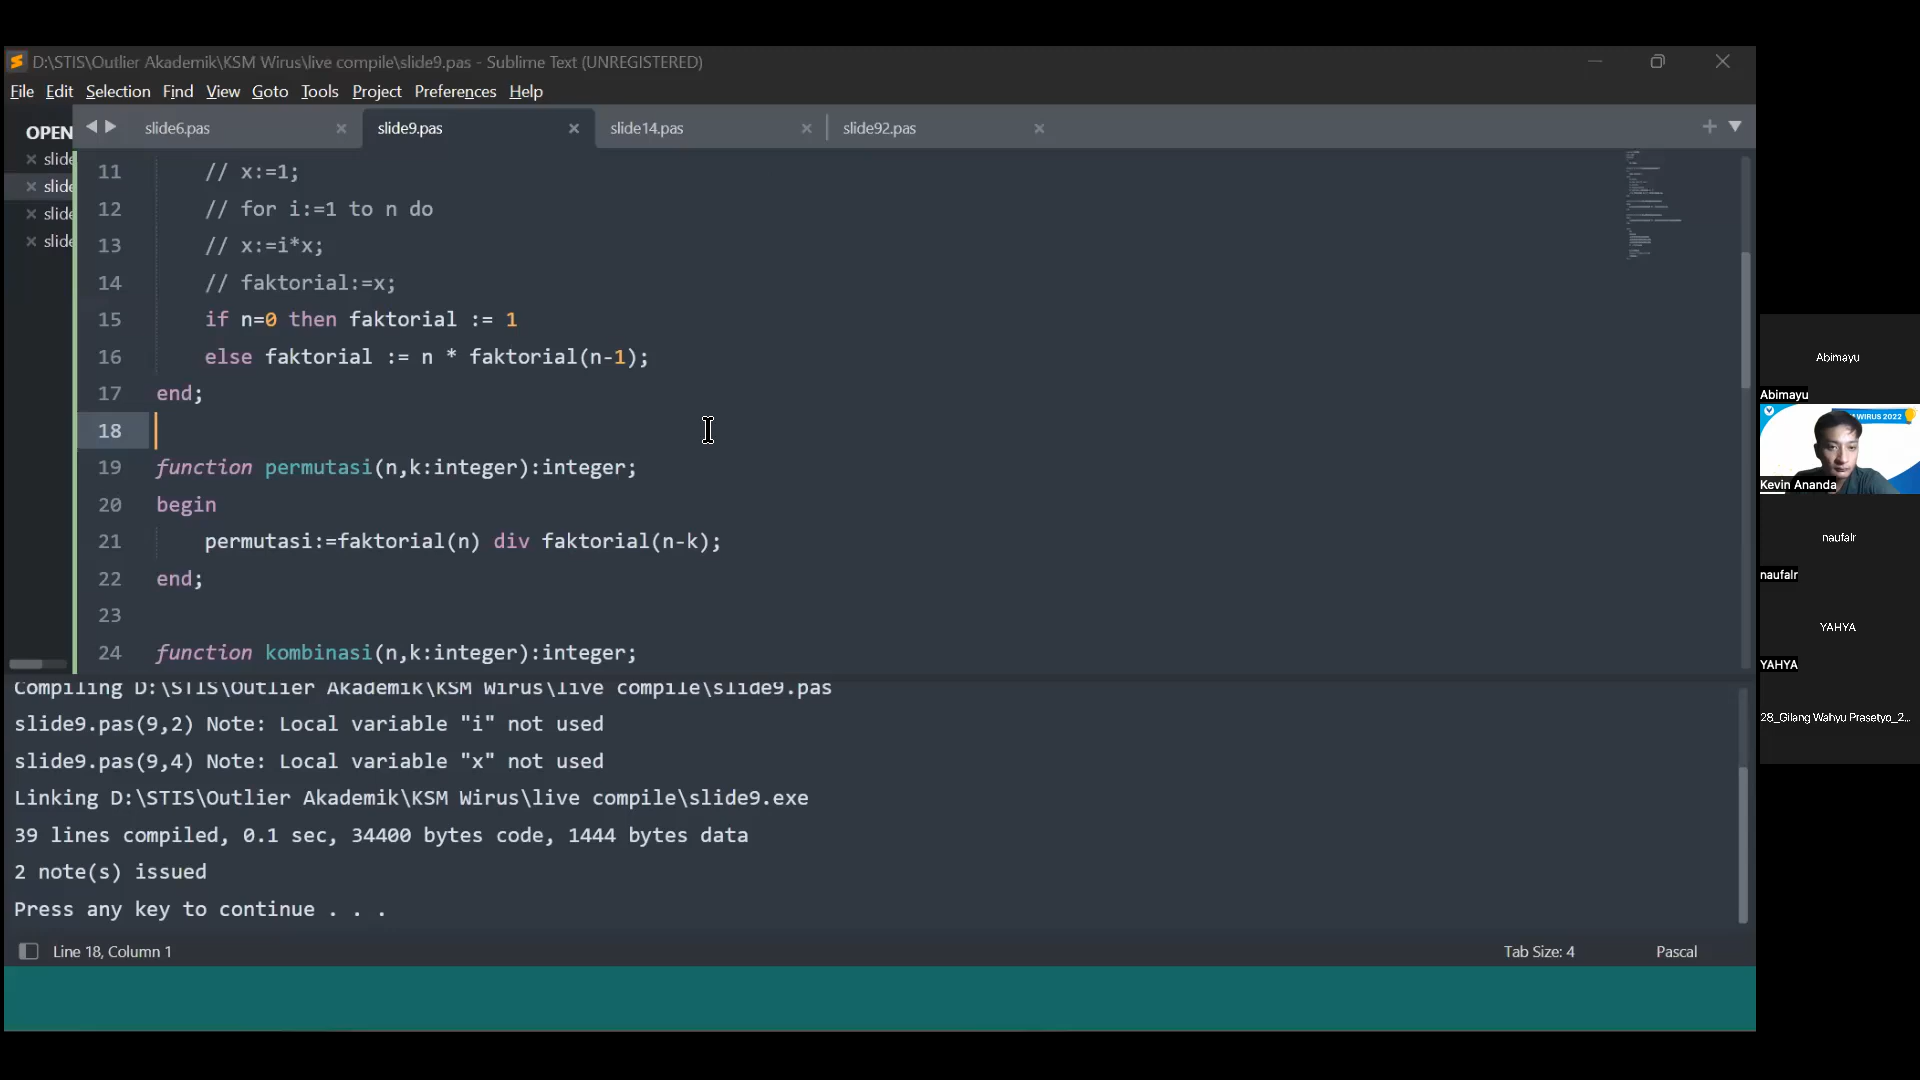 D:\STIS\Outlier Akademik\KSM Wirus\live compile\slide9.pas - Sublime Text (UNREGISTERED)
File Edit Selection Find View Goto Tools Project Preferences Help
OPEN
slide6.pas
slide9.pas
slide14.pas
slide92.pas
slide
slide
slide
slide
11 // x:=1;
12 // for i:=1 to n do
13 // x:=i*x;
14 // faktorial:=x;
15 if n=0 then faktorial := 1
16 else faktorial := n * faktorial(n-1);
17 end;
18
19 function permutasi(n,k:integer):integer;
20 begin
21 permutasi:=faktorial(n) div faktorial(n-k);
22 end;
23
24 function kombinasi(n,k:integer):integer;
Compiling D:\STIS\Outlier Akademik\KSM Wirus\live compile\slide9.pas
slide9.pas(9,2) Note: Local variable "i" not used
slide9.pas(9,4) Note: Local variable "x" not used
Linking D:\STIS\Outlier Akademik\KSM Wirus\live compile\slide9.exe
39 lines compiled, 0.1 sec, 34400 bytes code, 1444 bytes data
2 note(s) issued
Press any key to continue . . .
Line 18, Column 1
Tab Size: 4
Pascal
Abimayu
Abimayu
WIRUS 2022
Kevin Ananda
naufalr
naufalr
YAHYA
YAHYA
28_Gilang Wahyu Prasetyo_2...